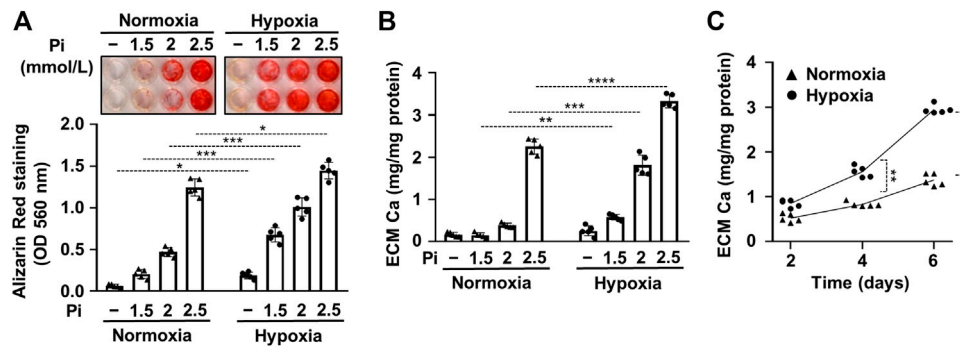 A
Normoxia Hypoxia
Pi
(mmol/L)
– 1.5 2 2.5 – 1.5 2 2.5
Alizarin Red staining
(OD 560 nm)
2.0
1.5
1.0
0.5
0.0
*
***
***
*
Pi – 1.5 2 2.5 – 1.5 2 2.5
Normoxia Hypoxia
B
ECM Ca (mg/mg protein)
4
3
2
1
0
****
***
**
Pi – 1.5 2 2.5 – 1.5 2 2.5
Normoxia Hypoxia
C
ECM Ca (mg/mg protein)
4
3
2
1
0
▲ Normoxia
● Hypoxia
**
2 4 6
Time (days)